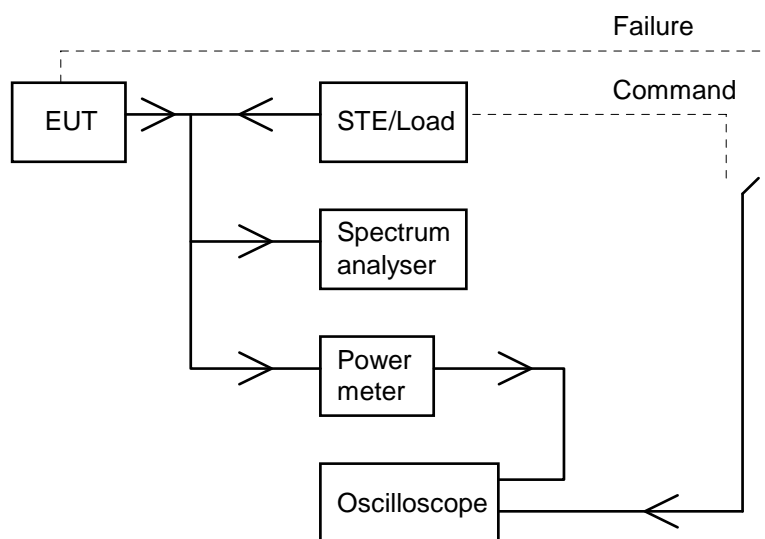 Failure
EUT
STE/Load
Command
Spectrum
analyser
Power
meter
Oscilloscope